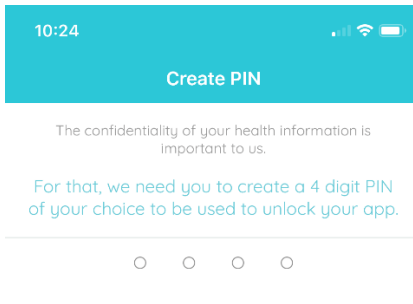 10:24
Create PIN
The confidentiality of your health information is
important to us.
For that, we need you to create a 4 digit PIN
of your choice to be used to unlock your app.